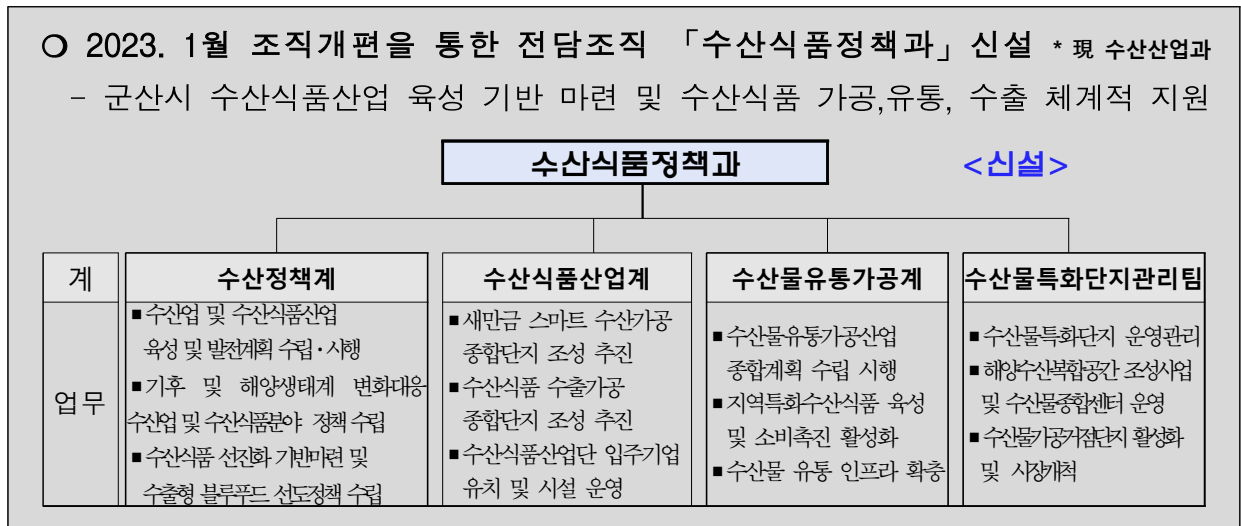 ❍ 2023. 1월 조직개편을 통한 전담조직 「수산식품정책과」신설 * 現 수산산업과
– 군산시 수산식품산업 육성 기반 마련 및 수산식품 가공,유통, 수출 체계적 지원
수산식품정책과
<신설>
계
수산정책계
수산식품산업계
수산물유통가공계
수산물특화단지관리팀
업무
■ 수산업 및 수산식품산업
육성 및 발전계획 수립·시행
■ 기후 및 해양생태계 변화대응
수산업 및 수산식품분야 정책 수립
■ 수산식품 선진화 기반마련 및
수출형 블루푸드 선도정책 수립
■ 새만금 스마트 수산가공
종합단지 조성 추진
■ 수산식품 수출가공
종합단지 조성 추진
■ 수산식품산업단 입주기업
유치 및 시설 운영
■ 수산물유통가공산업
종합계획 수립 시행
■ 지역특화수산식품 육성
및 소비촉진 활성화
■ 수산물 유통 인프라 확충
■ 수산물특화단지 운영관리
■ 해양수산복합공간 조성사업
및 수산물종합센터 운영
■ 수산물가공거점단지 활성화
및 시장개척